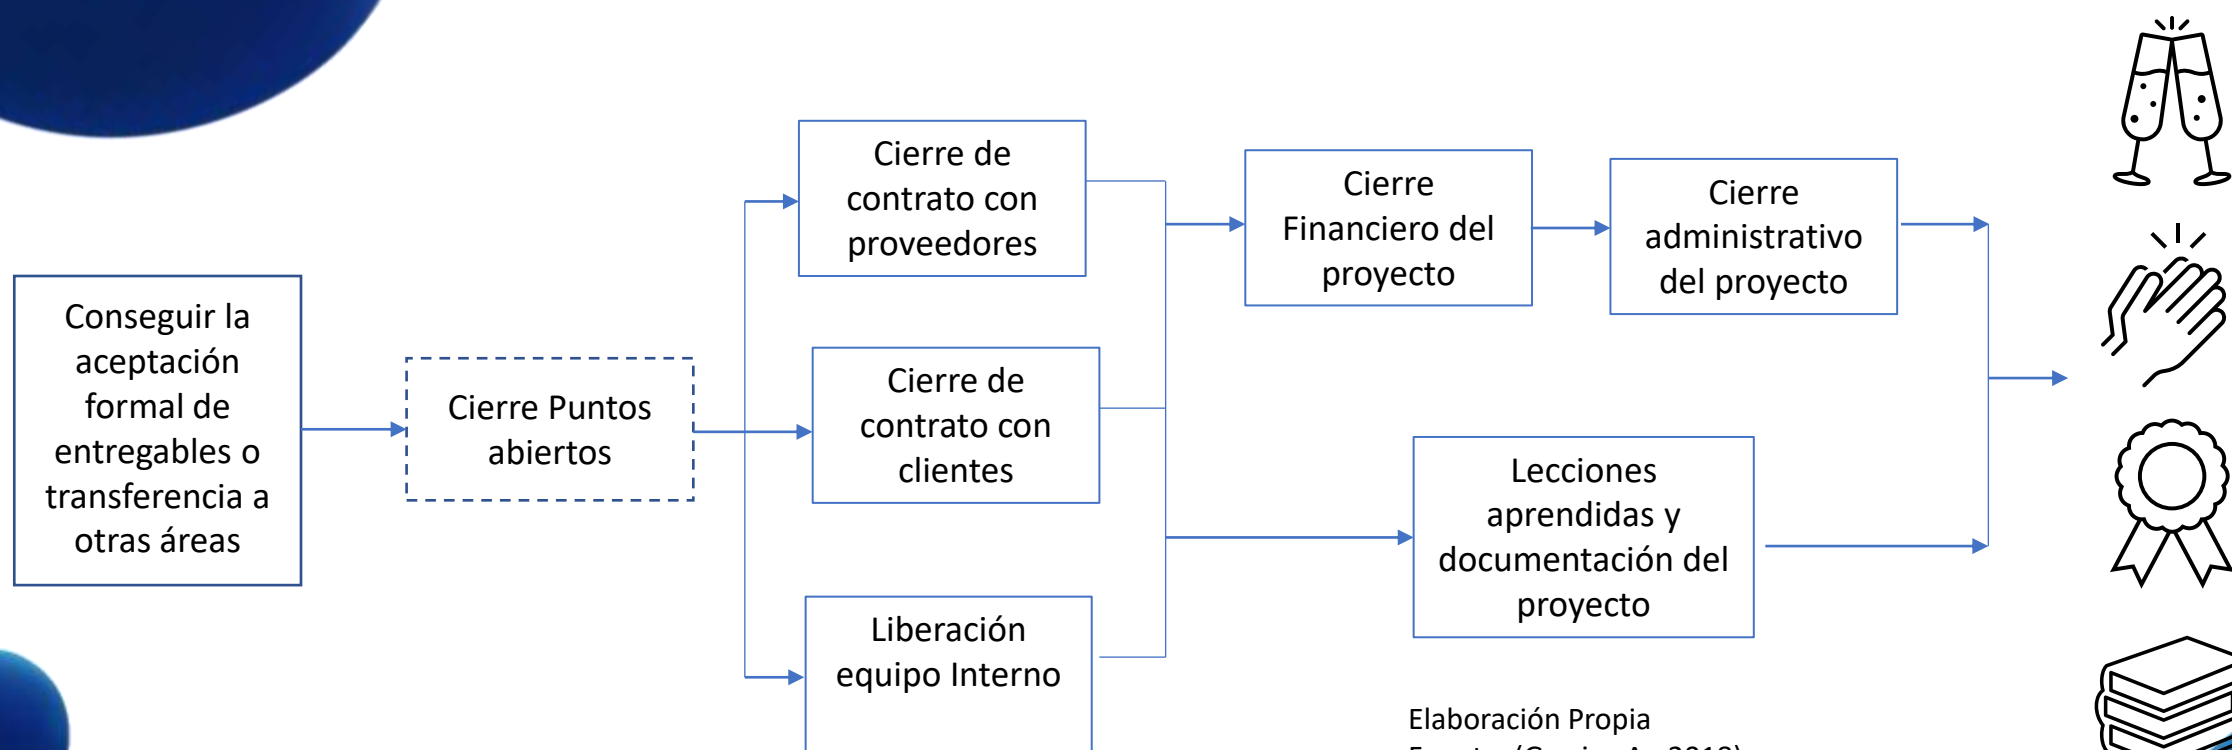 Conseguir la
aceptación
formal de
entregables o
transferencia a
otras áreas
Cierre Puntos
abiertos
Cierre de
contrato con
proveedores
Cierre de
contrato con
clientes
Liberación
equipo Interno
Cierre
Financiero del
proyecto
Cierre
administrativo
del proyecto
Lecciones
aprendidas y
documentación del
proyecto
Elaboración Propia